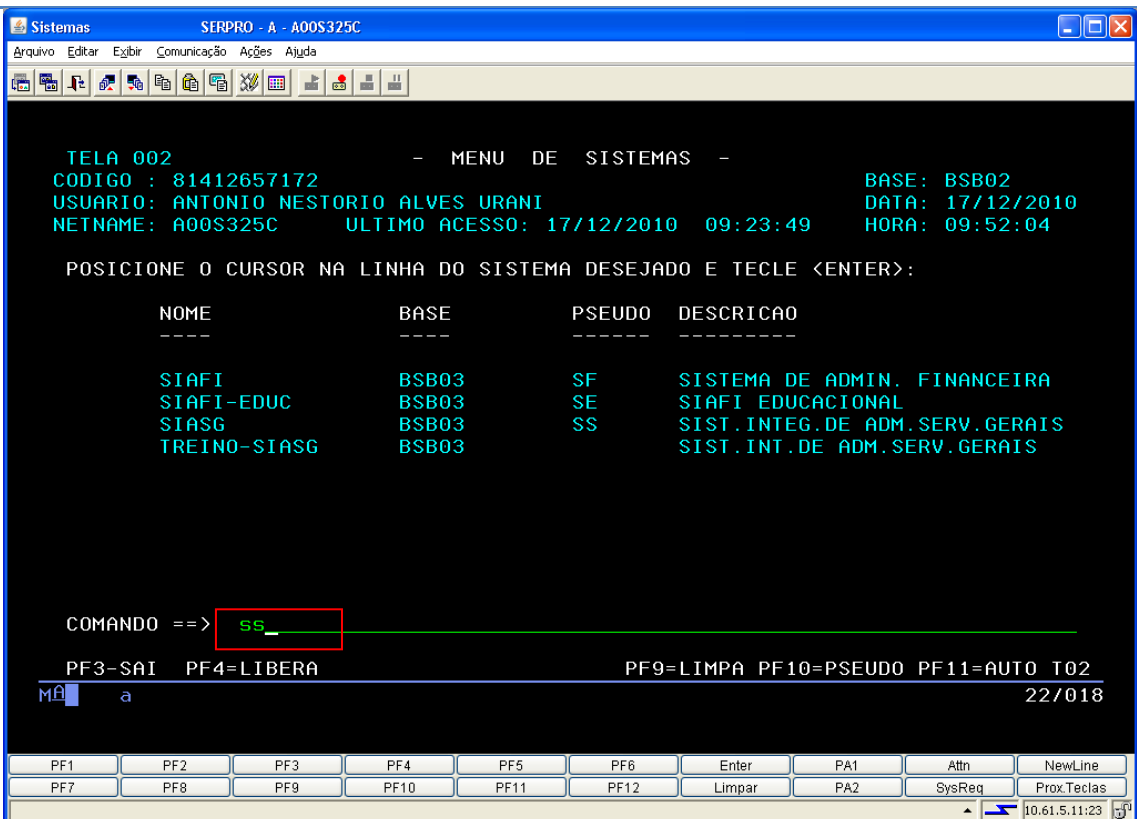 Sistemas SERPRO - A - A00S325C
Arquivo Editar Exibir Comunicação Ações Ajuda
TELA 002 - MENU DE SISTEMAS -
CODIGO : 81412657172 BASE: BSB02
USUARIO: ANTONIO NESTORIO ALVES URANI DATA: 17/12/2010
NETNAME: A00S325C ULTIMO ACESSO: 17/12/2010 09:23:49 HORA: 09:52:04
POSICIONE O CURSOR NA LINHA DO SISTEMA DESEJADO E TECLE <ENTER>:
NOME BASE PSEUDO DESCRICAO
---- ---- ------ ---------
SIAFI BSB03 SF SISTEMA DE ADMIN. FINANCEIRA
SIAFI-EDUC BSB03 SE SIAFI EDUCACIONAL
SIASG BSB03 SS SIST.INTEG.DE ADM.SERV.GERAIS
TREINO-SIASG BSB03 SIST.INT.DE ADM.SERV.GERAIS
COMANDO ==> ss_
PF3-SAI PF4=LIBERA PF9=LIMPA PF10=PSEUDO PF11=AUTO T02
MA a 22/018
PF1 PF2 PF3 PF4 PF5 PF6 Enter PA1 Attn NewLine
PF7 PF8 PF9 PF10 PF11 PF12 Limpar PA2 SysReq Prox.Teclas
10.61.5.11:23